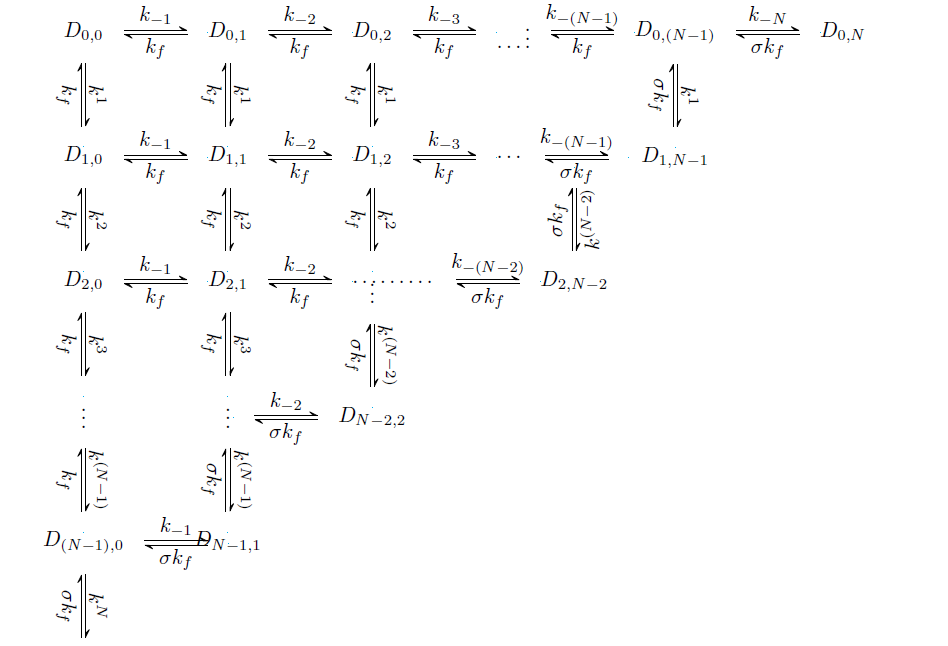 k_{-1} k_{-2} k_{-3} k_{-(N-1)} k_{-N}
D_{0,0} ⇌ D_{0,1} ⇌ D_{0,2} ⇌ ....⋮ ⇌ D_{0,(N-1)} ⇌ D_{0,N}
k_f k_f k_f k_f σk_f
k_f k^1 k_f k^1 k_f k^1 σk_f k^1
k_{-1} k_{-2} k_{-3} k_{-(N-1)}
D_{1,0} ⇌ D_{1,1} ⇌ D_{1,2} ⇌ ... ⇌ D_{1,N-1}
k_f k_f k_f σk_f
k_f k^2 k_f k^2 k_f k^2 σk_f k^{(N-2)}
k_{-1} k_{-2} k_{-(N-2)}
D_{2,0} ⇌ D_{2,1} ⇌ ......... ⇌ D_{2,N-2}
k_f k_f ⋮ σk_f
k_f k^3 k_f k^3 σk_f k^{(N-2)}
k_{-2}
⋮ ⋮ ⇌ D_{N-2,2}
σk_f
k_f k^{(N-1)} σk_f k^{(N-1)}
k_{-1}
D_{(N-1),0} ⇌ D_{N-1,1}
σk_f
σk_f k^N